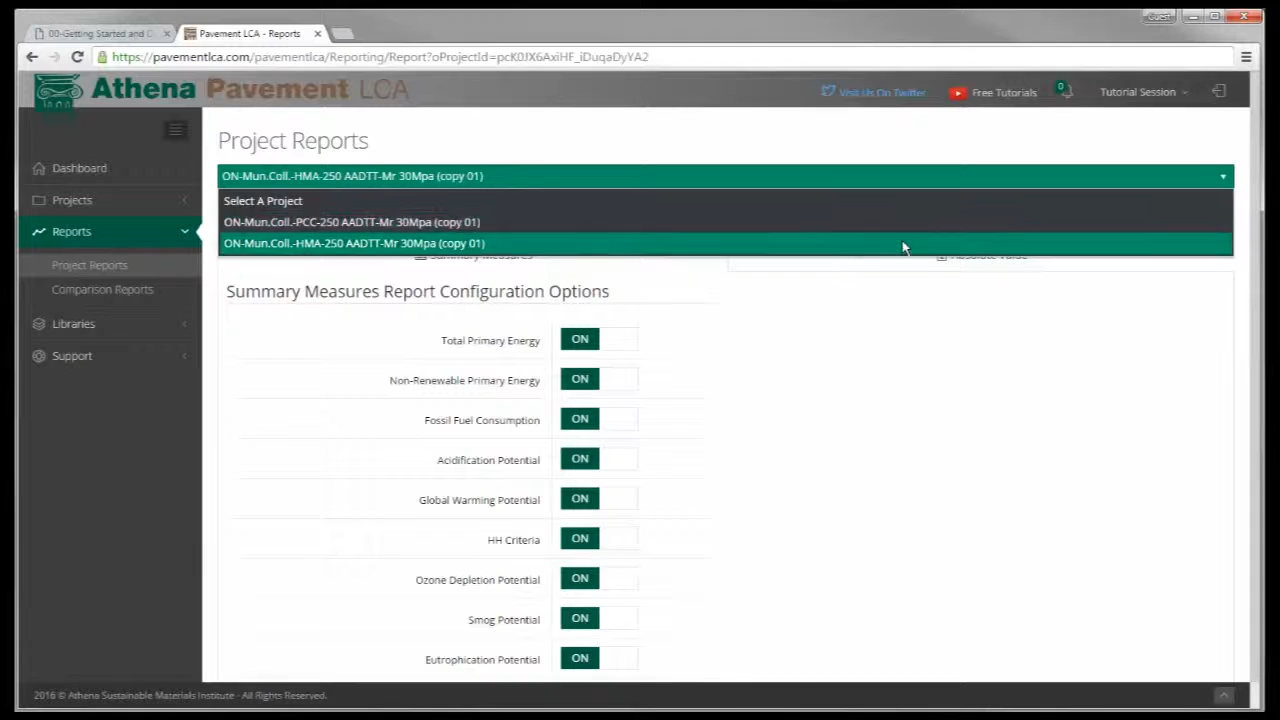 Guest
00-Getting Started and D
Pavement LCA - Reports
https://pavementlca.com/pavementlca/Reporting/Report?oProjectId=pcK0JX6AxiHF_iDuqaDyYA2
Athena Pavement LCA
Visit Us On Twitter
Free Tutorials
0
Tutorial Session
Dashboard
Projects
Reports
Project Reports
Comparison Reports
Libraries
Support
Project Reports
ON-Mun.Coll.-HMA-250 AADTT-Mr 30Mpa (copy 01)
Select A Project
ON-Mun.Coll.-PCC-250 AADTT-Mr 30Mpa (copy 01)
ON-Mun.Coll.-HMA-250 AADTT-Mr 30Mpa (copy 01)
Summary Measures
Absolute Value
Summary Measures Report Configuration Options
Total Primary Energy ON
Non-Renewable Primary Energy ON
Fossil Fuel Consumption ON
Acidification Potential ON
Global Warming Potential ON
HH Criteria ON
Ozone Depletion Potential ON
Smog Potential ON
Eutrophication Potential ON
2016 © Athena Sustainable Materials Institute - All Rights Reserved.